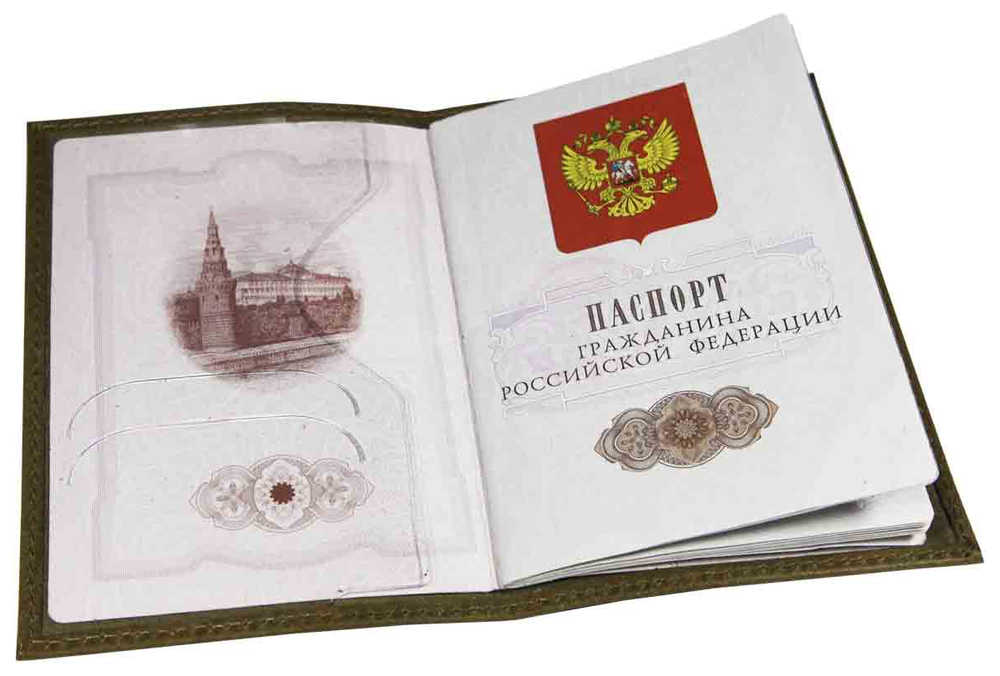 ПАСПОРТ
ГРАЖДАНИНА
РОССИЙСКОЙ ФЕДЕРАЦИИ